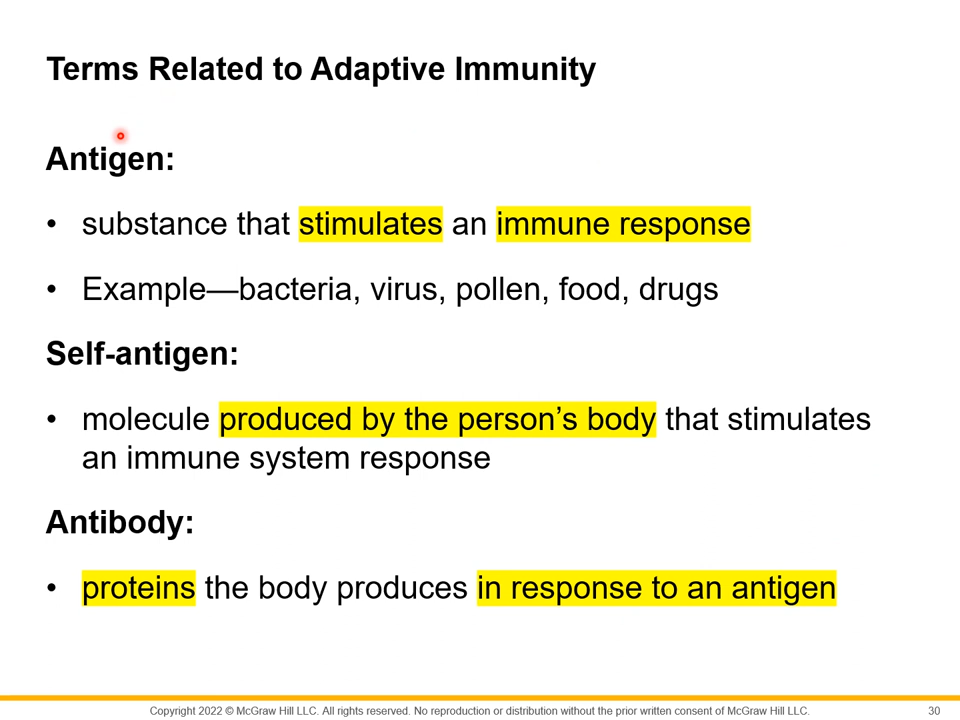 Terms Related to Adaptive Immunity
Antigen:
• substance that stimulates an immune response
• Example—bacteria, virus, pollen, food, drugs
Self-antigen:
• molecule produced by the person’s body that stimulates
an immune system response
Antibody:
• proteins the body produces in response to an antigen
Copyright 2022 © McGraw Hill LLC. All rights reserved. No reproduction or distribution without the prior written consent of McGraw Hill LLC.
30